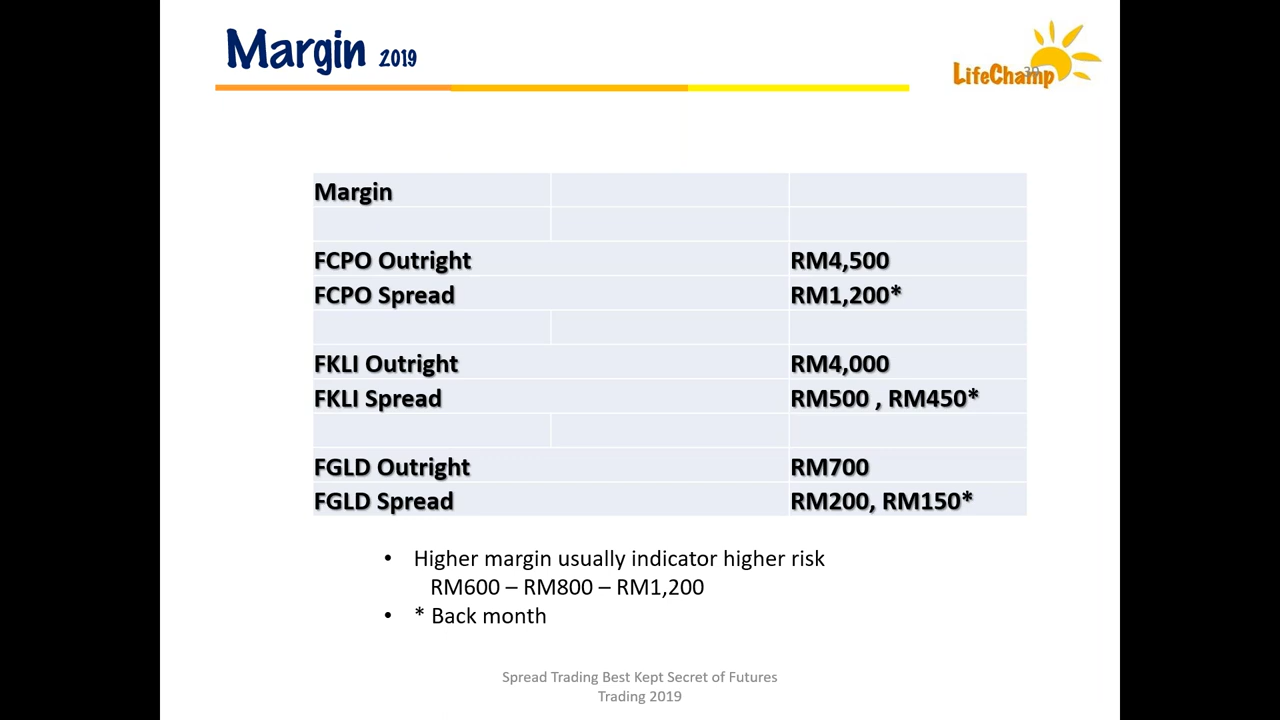 Margin 2019
LifeChamp
39
Margin
FCPO Outright RM4,500
FCPO Spread RM1,200*
FKLI Outright RM4,000
FKLI Spread RM500 , RM450*
FGLD Outright RM700
FGLD Spread RM200, RM150*
• Higher margin usually indicator higher risk
RM600 – RM800 – RM1,200
• * Back month
Spread Trading Best Kept Secret of Futures
Trading 2019